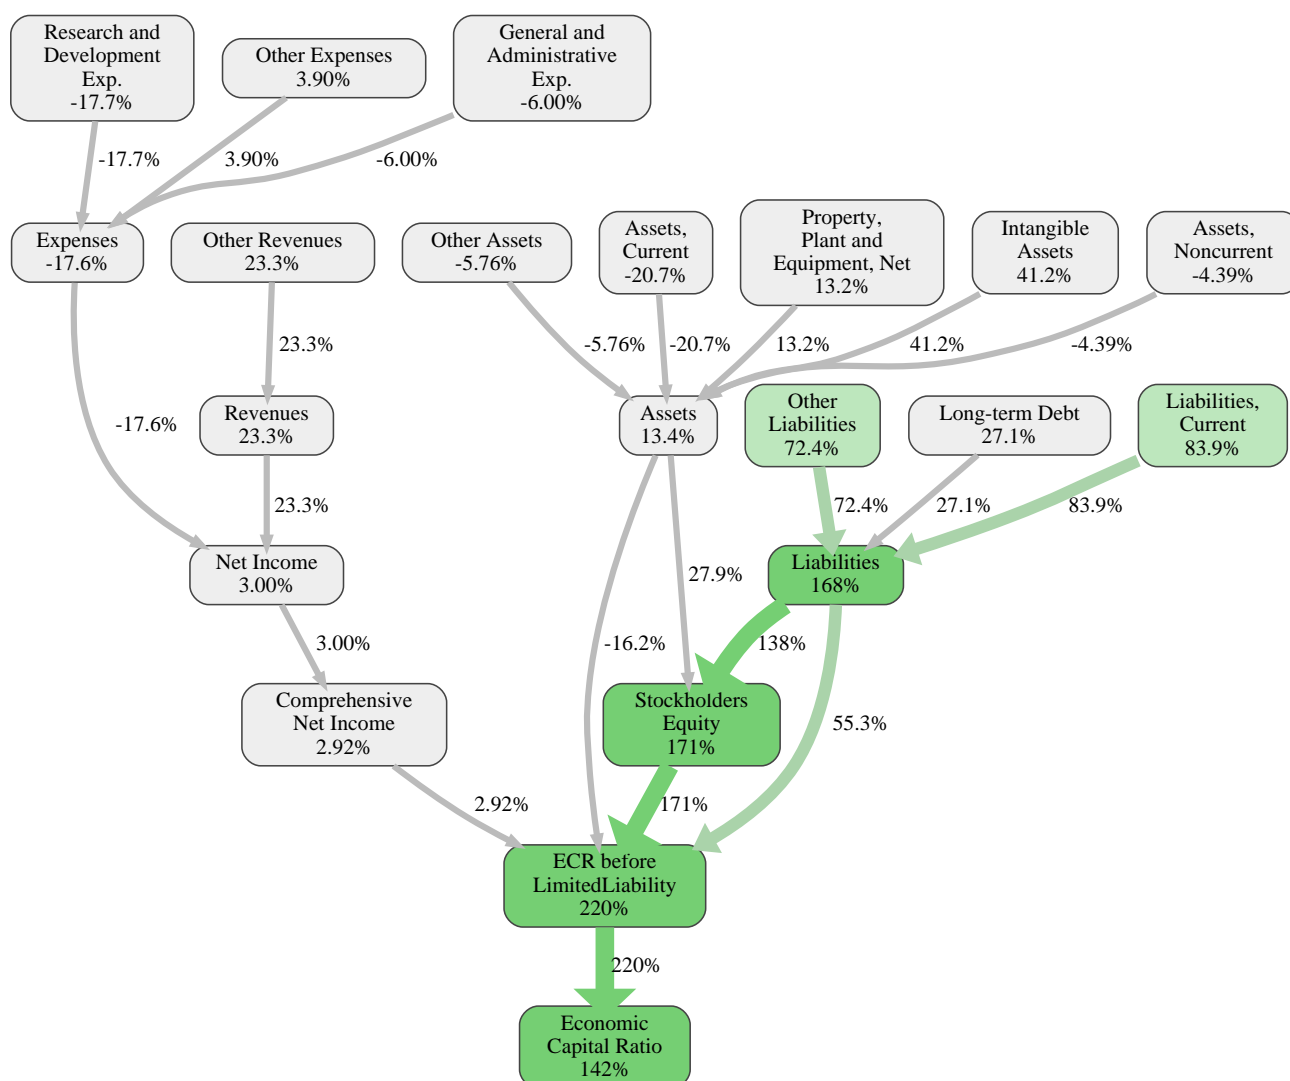 Research and
Development
Exp.
-17.7%
Other Expenses
3.90%
General and
Administrative
Exp.
-6.00%
-17.7%
3.90%
-6.00%
Expenses
-17.6%
Other Revenues
23.3%
Other Assets
-5.76%
Assets,
Current
-20.7%
Property,
Plant and
Equipment, Net
13.2%
Intangible
Assets
41.2%
Assets,
Noncurrent
-4.39%
23.3%
-5.76%
-20.7%
13.2%
41.2%
-4.39%
-17.6%
Revenues
23.3%
Assets
13.4%
Other
Liabilities
72.4%
Long-term Debt
27.1%
Liabilities,
Current
83.9%
23.3%
72.4%
27.1%
83.9%
Net Income
3.00%
27.9%
Liabilities
168%
3.00%
-16.2%
138%
Comprehensive
Net Income
2.92%
Stockholders
Equity
171%
55.3%
2.92%
171%
ECR before
LimitedLiability
220%
220%
Economic
Capital Ratio
142%